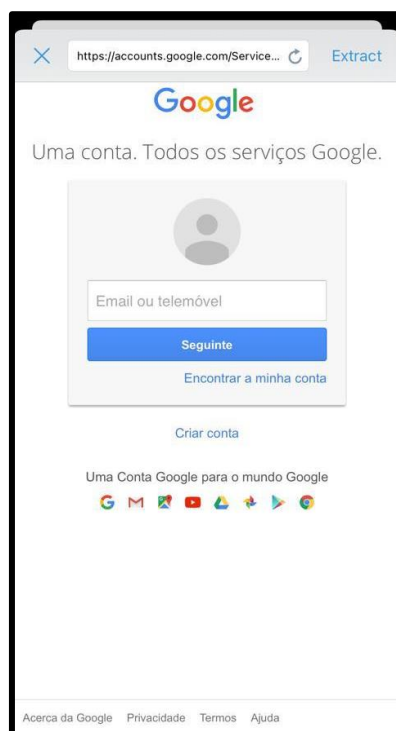 https://accounts.google.com/Service... Extract
Google
Uma conta. Todos os serviços Google.
Email ou telemóvel
Seguinte
Encontrar a minha conta
Criar conta
Uma Conta Google para o mundo Google
Acerca da Google Privacidade Termos Ajuda